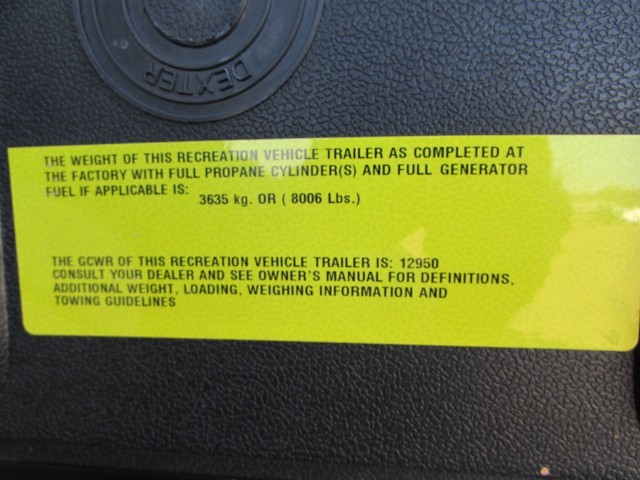 DEXTER
THE WEIGHT OF THIS RECREATION VEHICLE TRAILER AS COMPLETED AT
THE FACTORY WITH FULL PROPANE CYLINDER(S) AND FULL GENERATOR
FUEL IF APPLICABLE IS:
3635 kg. OR ( 8006 Lbs.)
THE GCWR OF THIS RECREATION VEHICLE TRAILER IS: 12950
CONSULT YOUR DEALER AND SEE OWNER'S MANUAL FOR DEFINITIONS,
ADDITIONAL WEIGHT, LOADING, WEIGHING INFORMATION AND
TOWING GUIDELINES